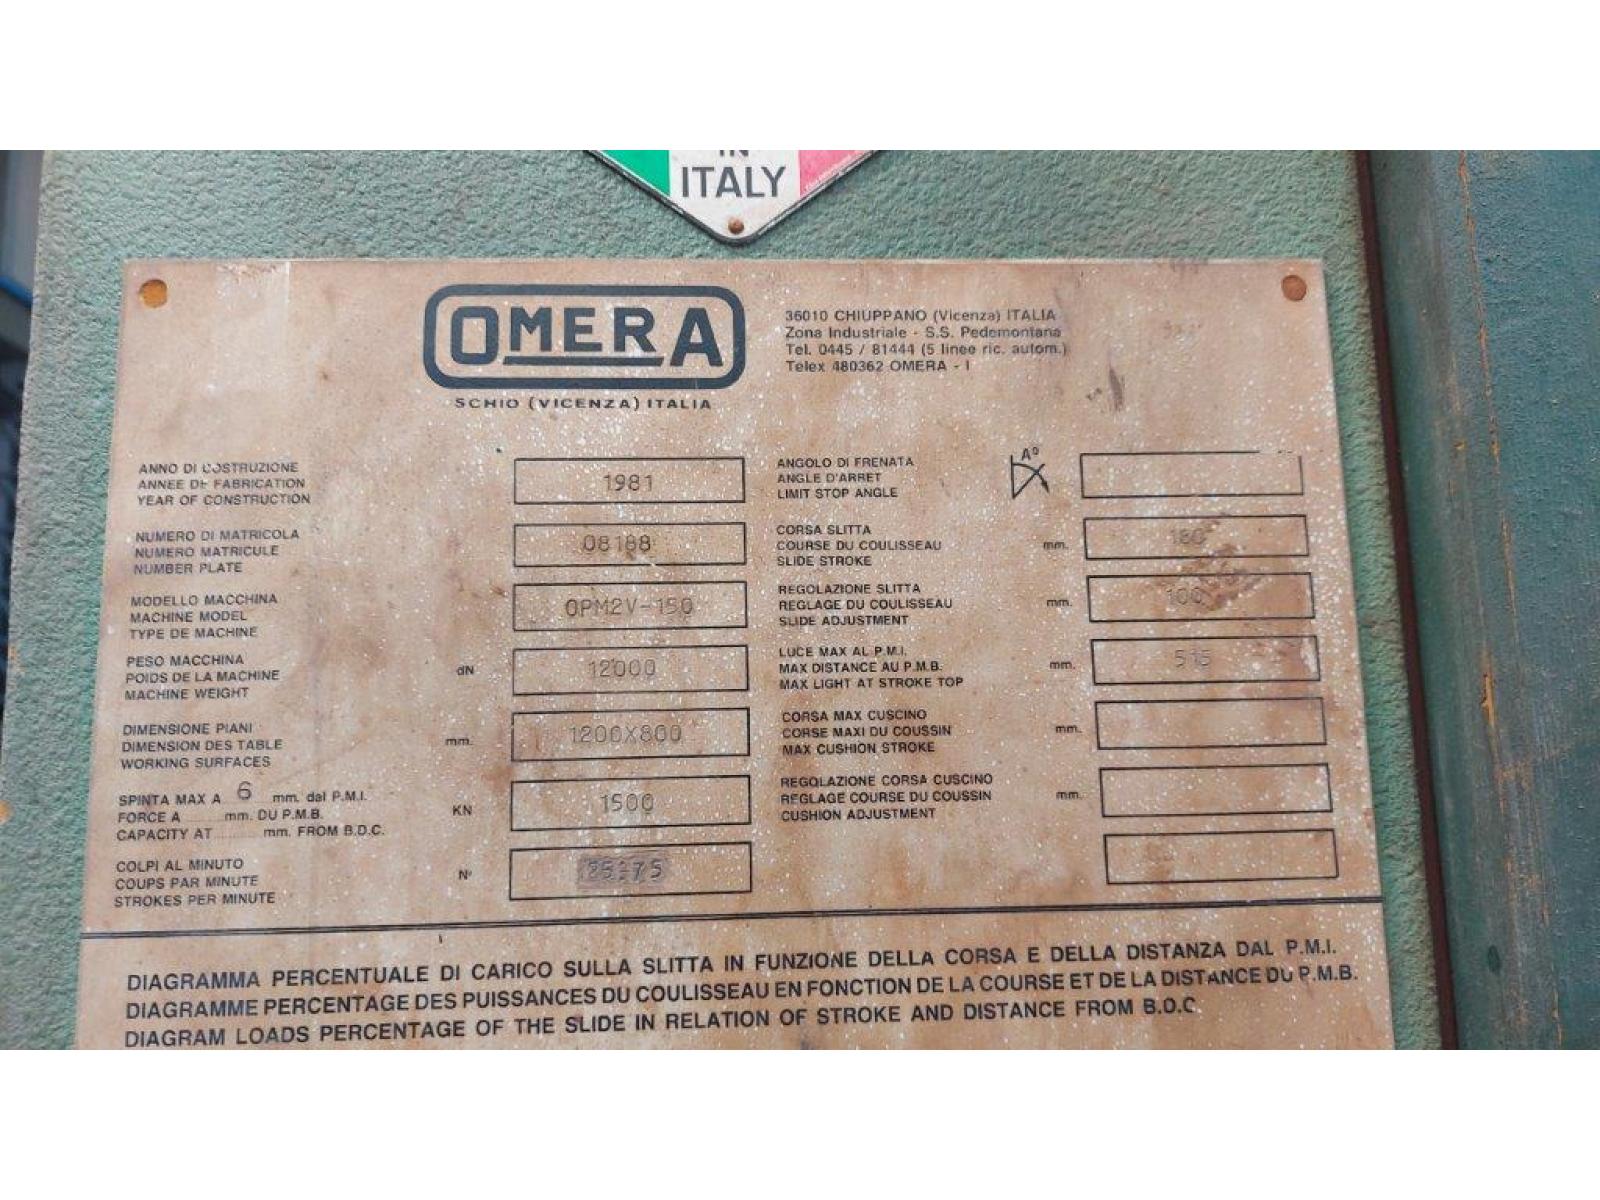 IN
ITALY
OMERA
SCHIO (VICENZA) ITALIA
36010 CHIUPPANO (Vicenza) ITALIA
Zona Industriale - S.S. Pedemontana
Tel. 0445 / 81444 (5 linee ric. autom.)
Telex 480362 OMERA - I
ANNO DI COSTRUZIONE
ANNEE DE FABRICATION
YEAR OF CONSTRUCTION
1981
NUMERO DI MATRICOLA
NUMERO MATRICULE
NUMBER PLATE
08188
MODELLO MACCHINA
MACHINE MODEL
TYPE DE MACHINE
OPM2V-150
PESO MACCHINA
POIDS DE LA MACHINE
MACHINE WEIGHT
dN
12000
DIMENSIONE PIANI
DIMENSION DES TABLE
WORKING SURFACES
mm.
1200X800
SPINTA MAX A 6 mm. dal P.M.I.
FORCE A ........ mm. DU P.M.B.
CAPACITY AT ........ mm. FROM B.D.C.
KN
1500
COLPI AL MINUTO
COUPS PAR MINUTE
STROKES PER MINUTE
N°
ANGOLO DI FRENATA
ANGLE D'ARRET
LIMIT STOP ANGLE
A°
CORSA SLITTA
COURSE DU COULISSEAU
SLIDE STROKE
mm.
180
REGOLAZIONE SLITTA
REGLAGE DU COULISSEAU
SLIDE ADJUSTMENT
mm.
100
LUCE MAX AL P.M.I.
MAX DISTANCE AU P.M.B.
MAX LIGHT AT STROKE TOP
mm.
515
CORSA MAX CUSCINO
CORSE MAXI DU COUSSIN
MAX CUSHION STROKE
mm.
REGOLAZIONE CORSA CUSCINO
REGLAGE COURSE DU COUSSIN
CUSHION ADJUSTMENT
mm.
DIAGRAMMA PERCENTUALE DI CARICO SULLA SLITTA IN FUNZIONE DELLA CORSA E DELLA DISTANZA DAL P.M.I.
DIAGRAMME PERCENTAGE DES PUISSANCES DU COULISSEAU EN FONCTION DE LA COURSE ET DE LA DISTANCE DU P.M.B.
DIAGRAM LOADS PERCENTAGE OF THE SLIDE IN RELATION OF STROKE AND DISTANCE FROM B.D.C.